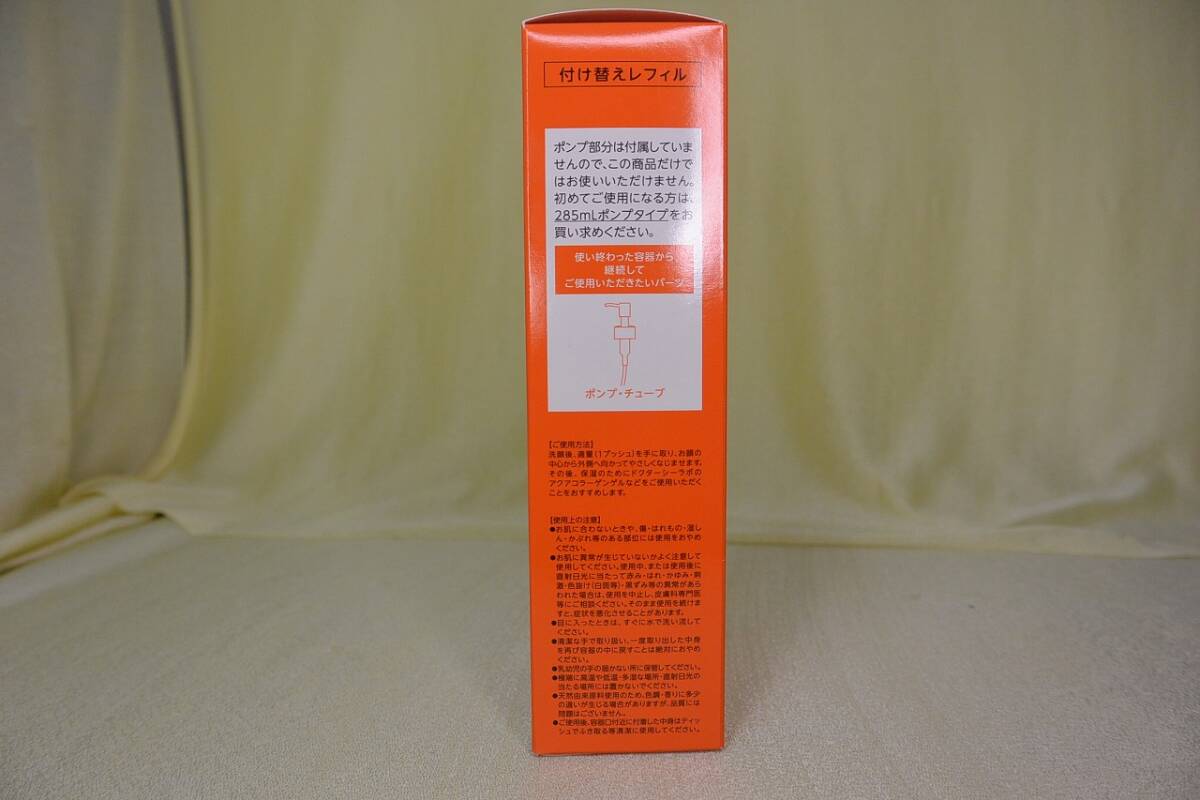 付け替えレフィル
ポンプ部分は付属していま
せんので、この商品だけで
はお使いいただけません。
初めてご使用になる方は、
285mLポンプタイプをお
買い求めください。
使い終わった容器から
継続して
ご使用いただきたいパーツ
ポンプ・チューブ
【ご使用方法】
洗顔後、適量(1プッシュ)を手に取り、お顔の
中心から外側へ向かってやさしくなじませます。
その後、保湿のためにドクターシーラボの
アクアコラーゲンゲルなどをご使用いただく
ことをおすすめします。
【使用上の注意】
●お肌に合わないときや、傷・はれもの・湿し
ん・かぶれ等のある部位には使用をおやめ
ください。
●お肌に異常が生じていないかよく注意して
使用してください。使用中、または使用後に
直射日光に当たって赤み・はれ・かゆみ・刺
激・色抜け(白斑等)・黒ずみ等の異常があら
われた場合は、使用を中止し、皮膚科専門医
等にご相談ください。そのまま使用を続けま
すと、症状を悪化させることがあります。
●目に入ったときは、すぐに水で洗い流して
ください。
●清潔な手で取り扱い、一度取り出した中身
を再び容器の中に戻すことは絶対におやめ
ください。
●乳幼児の手の届かない所に保管してください。
●極端に高温や低温・多湿な場所・直射日光の
当たる場所には置かないでください。
●天然由来原料使用のため、色調・香りに多少
の違いが生じる場合がありますが、品質には
問題はございません。
●ご使用後、容器口付近に付着した中身はティッ
シュでふき取る等清潔に使用してください。